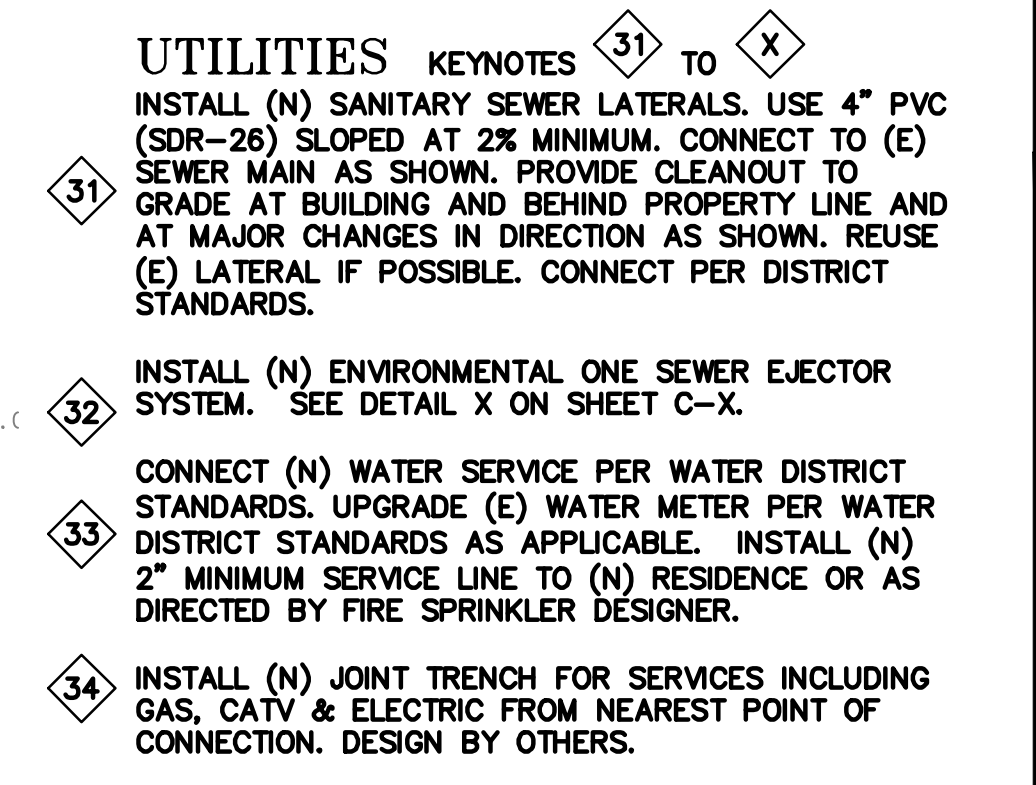 UTILITIES KEYNOTES 31 TO X
INSTALL (N) SANITARY SEWER LATERALS. USE 4" PVC
(SDR-26) SLOPED AT 2% MINIMUM. CONNECT TO (E)
31 SEWER MAIN AS SHOWN. PROVIDE CLEANOUT TO
GRADE AT BUILDING AND BEHIND PROPERTY LINE AND
AT MAJOR CHANGES IN DIRECTION AS SHOWN. REUSE
(E) LATERAL IF POSSIBLE. CONNECT PER DISTRICT
STANDARDS.
INSTALL (N) ENVIRONMENTAL ONE SEWER EJECTOR
32 SYSTEM. SEE DETAIL X ON SHEET C-X.
CONNECT (N) WATER SERVICE PER WATER DISTRICT
STANDARDS. UPGRADE (E) WATER METER PER WATER
33 DISTRICT STANDARDS AS APPLICABLE. INSTALL (N)
2" MINIMUM SERVICE LINE TO (N) RESIDENCE OR AS
DIRECTED BY FIRE SPRINKLER DESIGNER.
34 INSTALL (N) JOINT TRENCH FOR SERVICES INCLUDING
GAS, CATV & ELECTRIC FROM NEAREST POINT OF
CONNECTION. DESIGN BY OTHERS.